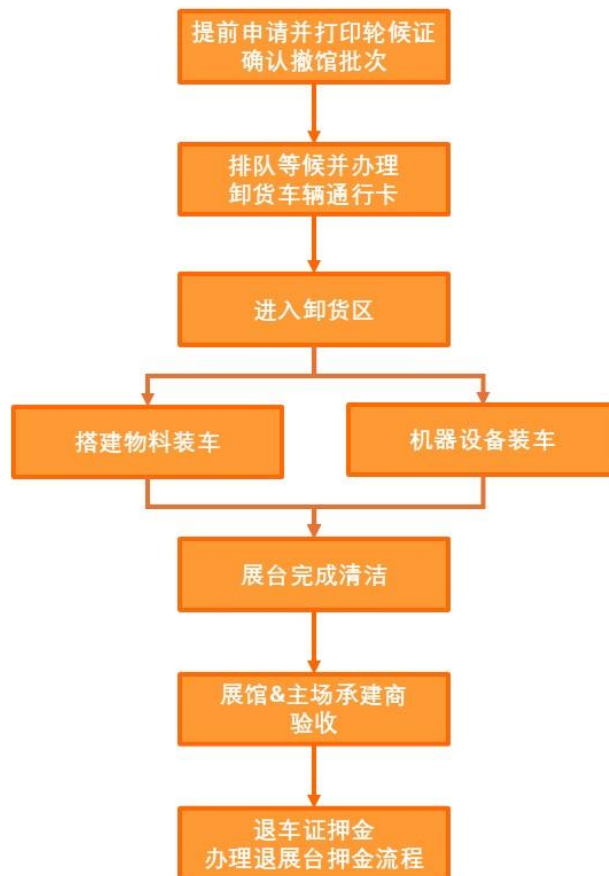 提前申请并打印轮候证
确认撤馆批次
排队等候并办理
卸货车辆通行卡
进入卸货区
搭建物料装车
机器设备装车
展台完成清洁
展馆&主场承建商
验收
退车证押金
办理退展台押金流程